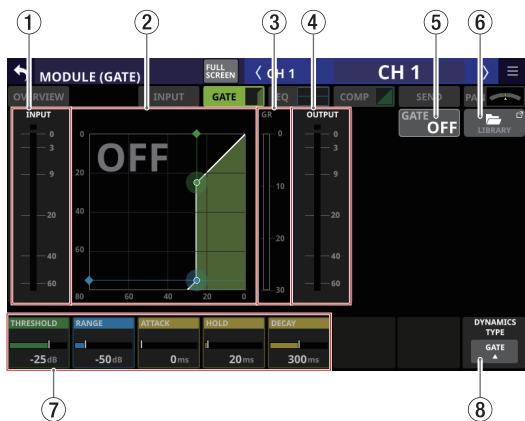 ① ② ③ ④ ⑤ ⑥
MODULE (GATE) FULL SCREEN CH 1 CH 1
OVERVIEW INPUT GATE EQ COMP SEND PAN
INPUT GR OUTPUT GATE OFF LIBRARY
OFF
0 80 0 0
3 3
9 60 9
10
20 40 20
20
40 20 40
60 60
0 30
80 60 40 20 0
THRESHOLD RANGE ATTACK HOLD DECAY DYNAMICS TYPE
-25dB -50dB 0ms 20ms 300ms GATE
⑦ ⑧